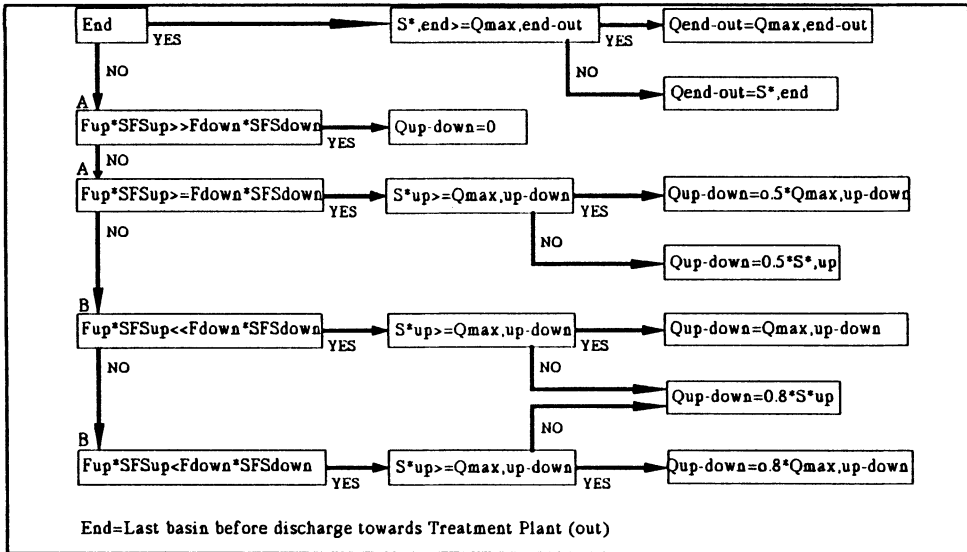 End
YES
S*,end>=Qmax,end-out
YES
Qend-out=Qmax,end-out
NO
NO
Qend-out=S*,end
A
Fup*SFSup>>Fdown*SFSdown
YES
Qup-down=0
NO
A
Fup*SFSup>=Fdown*SFSdown
YES
S*up>=Qmax,up-down
YES
Qup-down=o.5*Qmax,up-down
NO
NO
Qup-down=0.5*S*,up
B
Fup*SFSup<<Fdown*SFSdown
YES
S*up>=Qmax,up-down
YES
Qup-down=Qmax,up-down
NO
NO
Qup-down=0.8*S*up
NO
B
Fup*SFSup<Fdown*SFSdown
YES
S*up>=Qmax,up-down
YES
Qup-down=o.8*Qmax,up-down
End=Last basin before discharge towards Treatment Plant (out)